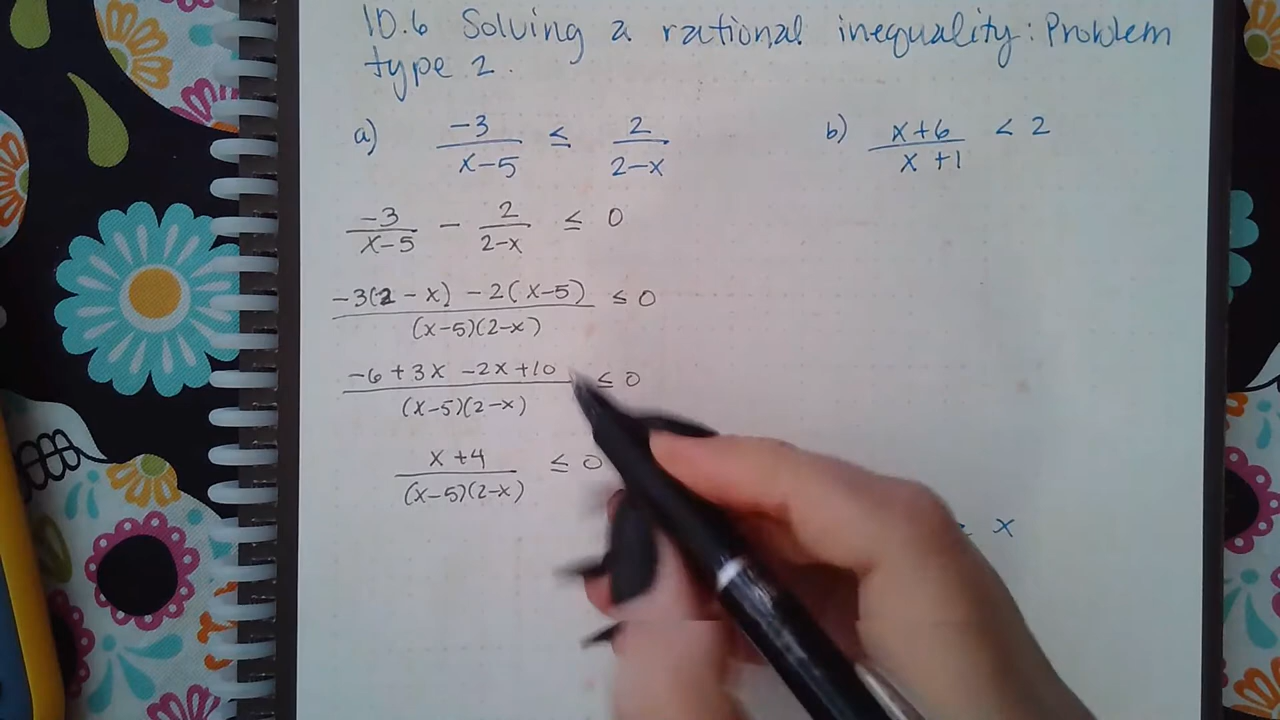 10.6 Solving a rational inequality: Problem
type 2.
a) -3/(x-5) ≤ 2/(2-x)
b) (x+6)/(x+1) < 2
-3/(x-5) - 2/(2-x) ≤ 0
(-3(2-x) -2(x-5))/((x-5)(2-x)) ≤ 0
(-6+3x-2x+10)/((x-5)(2-x)) ≤ 0
(x+4)/((x-5)(2-x)) ≤ 0
x